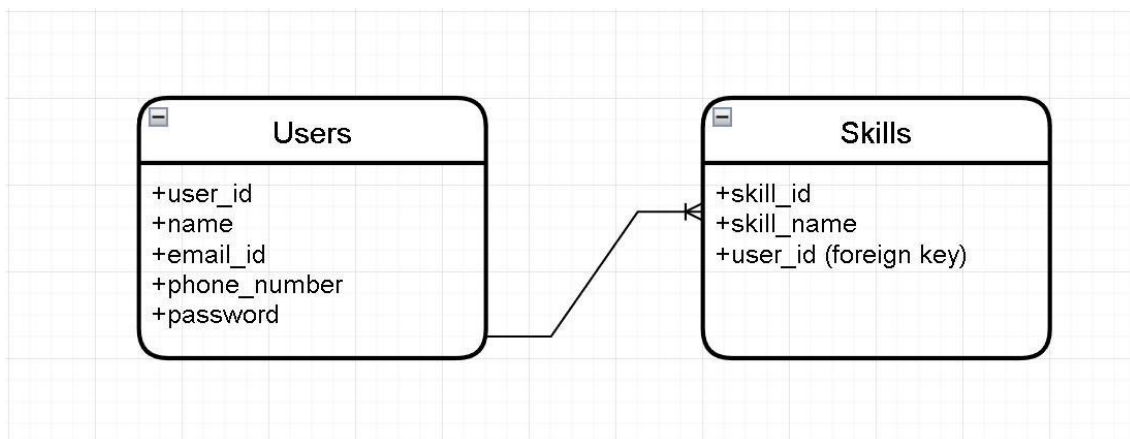 Users
+user_id
+name
+email_id
+phone_number
+password
Skills
+skill_id
+skill_name
+user_id (foreign key)